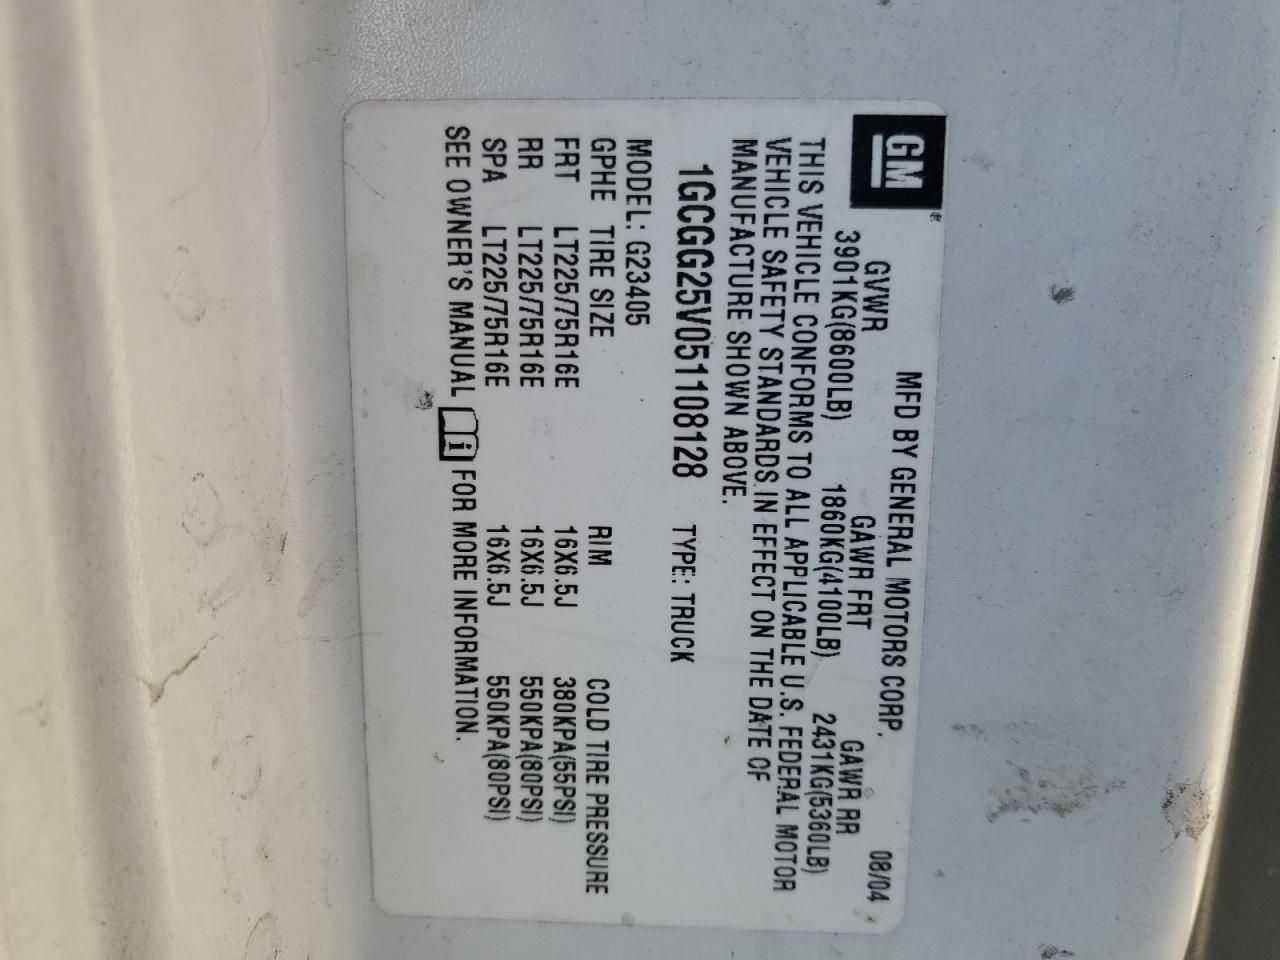 GM®
MFD BY GENERAL MOTORS CORP. 08/04
GVWR GAWR FRT GAWR RR
3901KG(8600LB) 1860KG(4100LB) 2431KG(5360LB)
THIS VEHICLE CONFORMS TO ALL APPLICABLE U.S. FEDERAL MOTOR
VEHICLE SAFETY STANDARDS IN EFFECT ON THE DATE OF
MANUFACTURE SHOWN ABOVE.
1GCGG25V051108128 TYPE: TRUCK
MODEL: G23405
GPHE TIRE SIZE RIM COLD TIRE PRESSURE
FRT LT225/75R16E 16X6.5J 380KPA(55PSI)
RR LT225/75R16E 16X6.5J 550KPA(80PSI)
SPA LT225/75R16E 16X6.5J 550KPA(80PSI)
SEE OWNER'S MANUAL i FOR MORE INFORMATION.